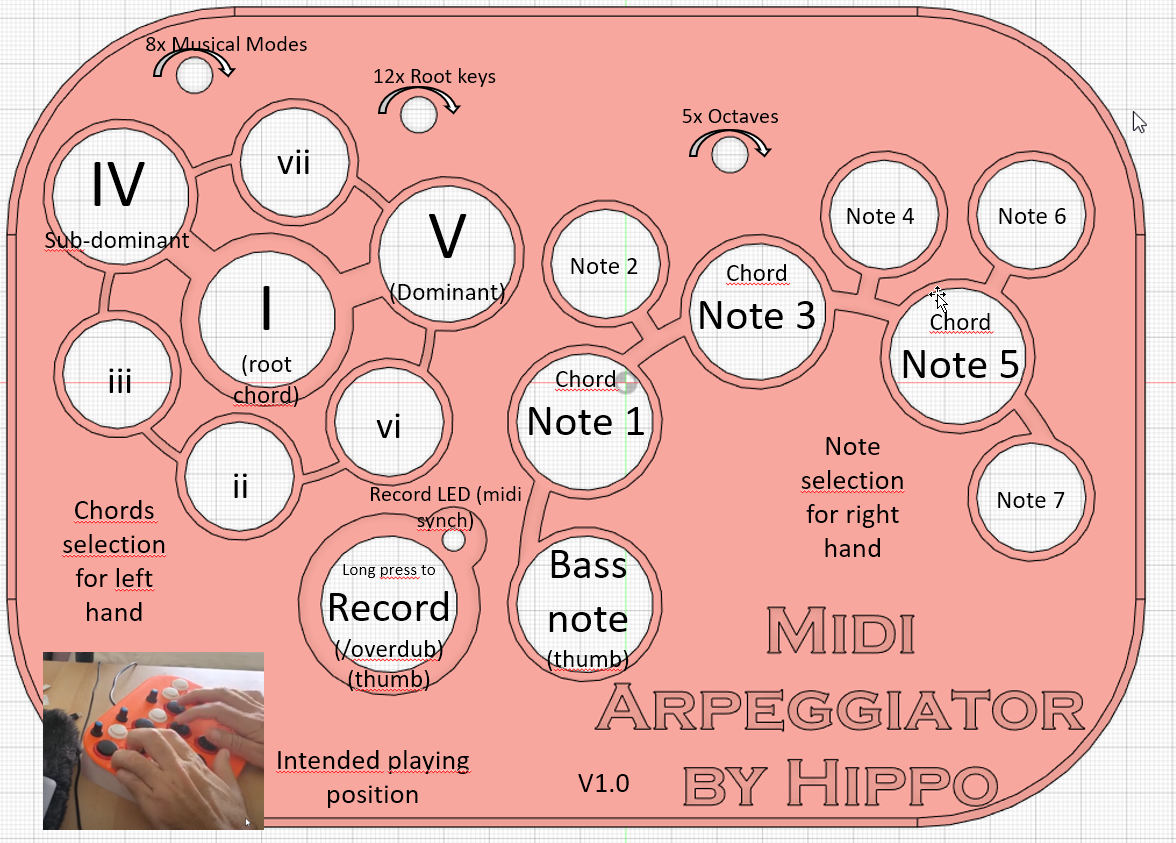 8x Musical Modes
12x Root keys
5x Octaves
IV
Sub-dominant
vii
V
(Dominant)
I
(root
chord)
iii
vi
ii
Note 2
Chord
Note 3
Note 4
Note 6
Chord
Note 5
Chord
Note 1
Note 7
Chords
selection
for left
hand
Record LED (midi
synch)
Long press to
Record
(/overdub)
(thumb)
Bass
note
(thumb)
Note
selection
for right
hand
Midi
Arpeggiator
by Hippo
Intended playing
position
V1.0